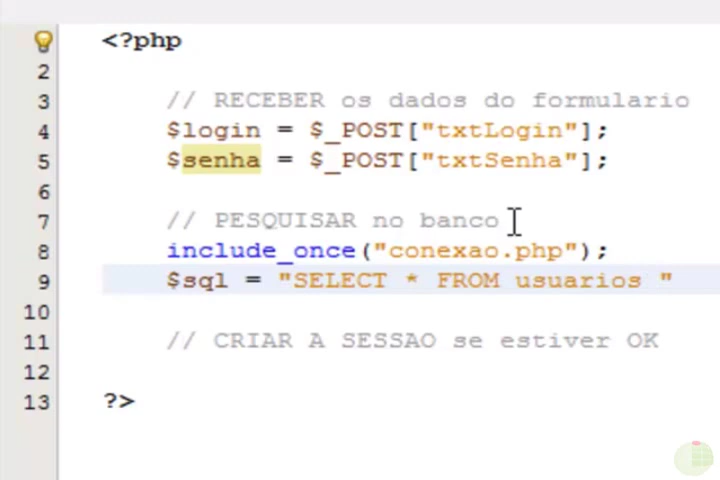 <?php
2
3 // RECEBER os dados do formulario
4 $login = $_POST["txtLogin"];
5 $senha = $_POST["txtSenha"];
6
7 // PESQUISAR no banco
8 include_once("conexao.php");
9 $sql = "SELECT * FROM usuarios "
10
11 // CRIAR A SESSAO se estiver OK
12
13 ?>